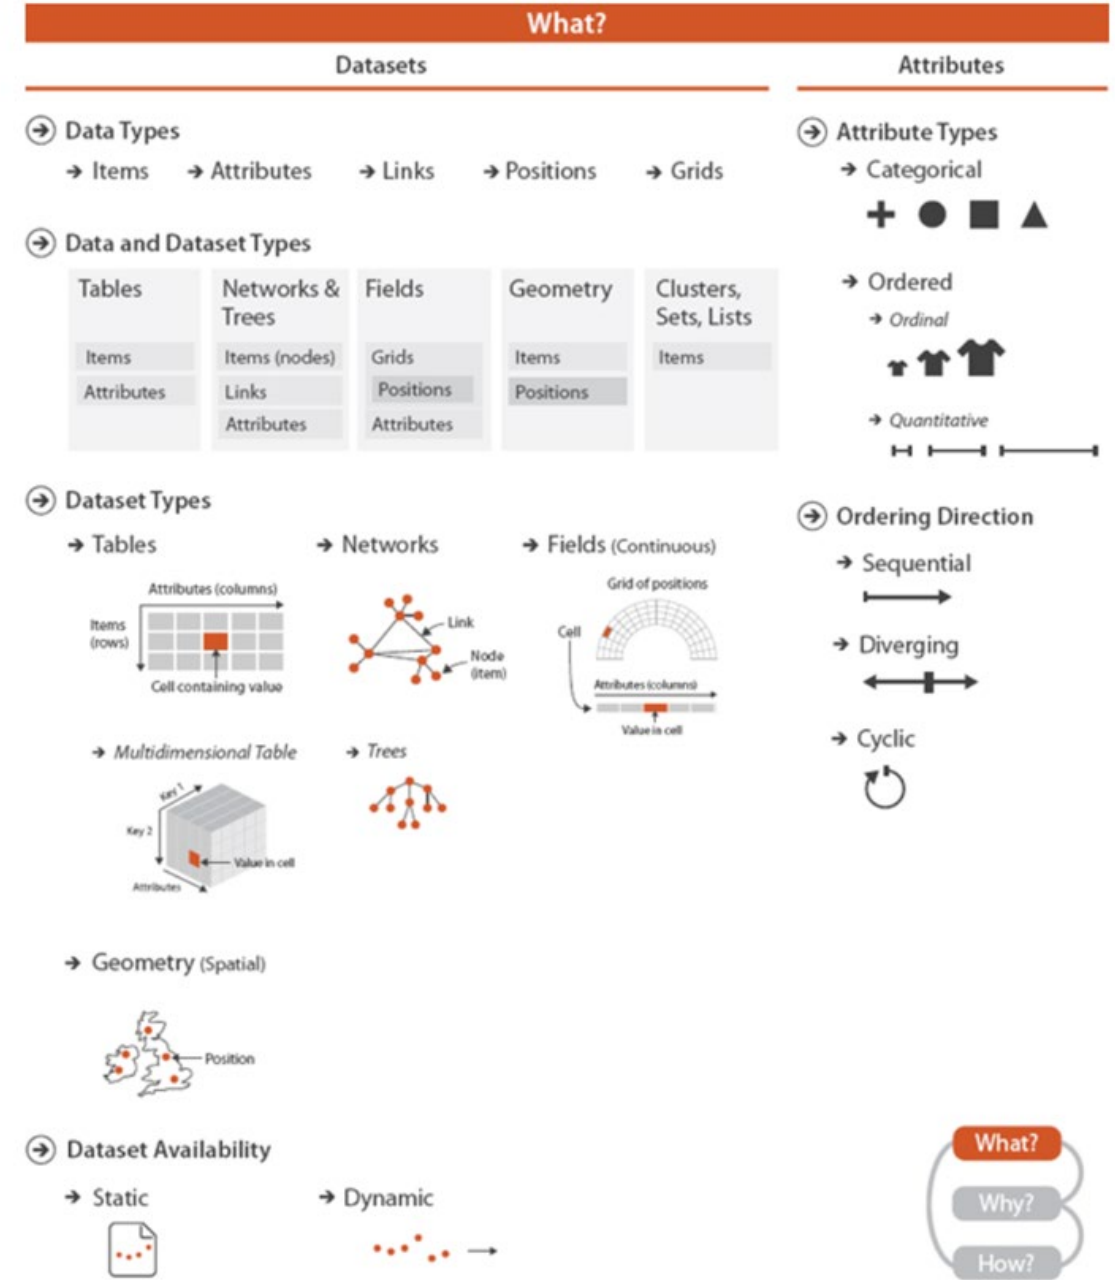 What?
Datasets
Attributes
Data Types
Items
Attributes
Links
Positions
Grids
Data and Dataset Types
Tables
Items
Attributes
Networks &
Trees
Items (nodes)
Links
Attributes
Fields
Grids
Positions
Attributes
Geometry
Items
Positions
Clusters,
Sets, Lists
Items
Dataset Types
Tables
Attributes (columns)
Items
(rows)
Cell containing value
Networks
Link
Node
(item)
Fields (Continuous)
Grid of positions
Cell
Attributes (columns)
Value in cell
Multidimensional Table
Key 1
Key 2
Value in cell
Attributes
Trees
Geometry (Spatial)
Position
Dataset Availability
Static
Dynamic
Attribute Types
Categorical
Ordered
Ordinal
Quantitative
Ordering Direction
Sequential
Diverging
Cyclic
What?
Why?
How?